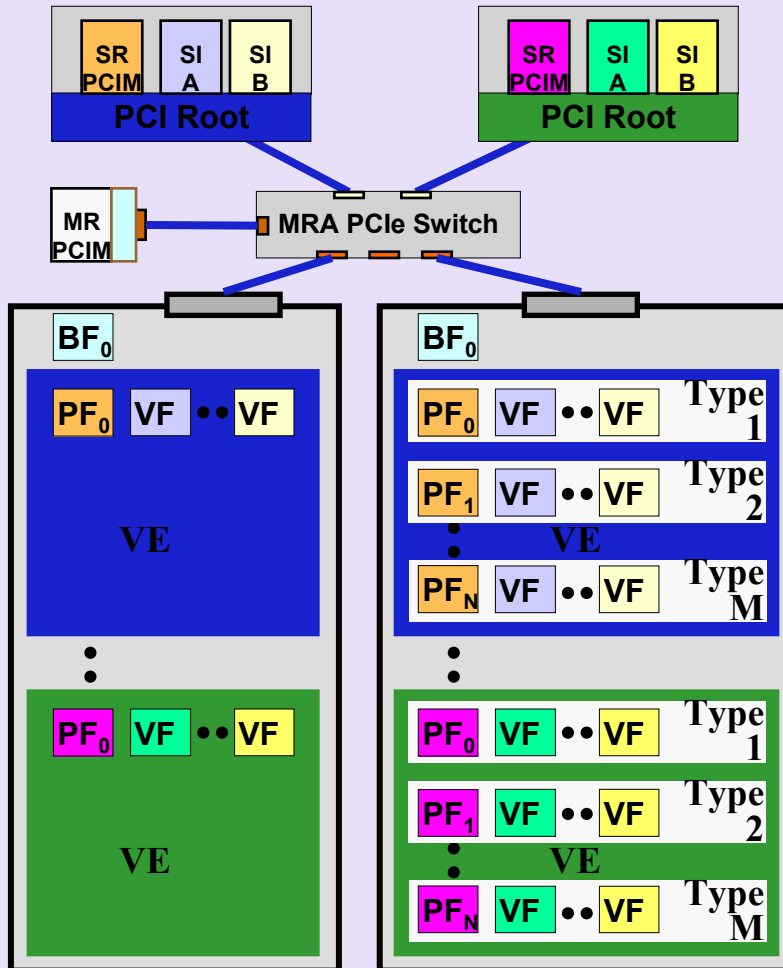 SR PCIM
SI A
SI B
PCI Root
SR PCIM
SI A
SI B
PCI Root
MR PCIM
MRA PCIe Switch
BF0
PF0 VF •• VF
VE
PF0 VF •• VF
VE
BF0
PF0 VF •• VF Type 1
PF1 VF •• VF Type 2
VE
PFN VF •• VF Type M
PF0 VF •• VF Type 1
PF1 VF •• VF Type 2
VE
PFN VF •• VF Type M